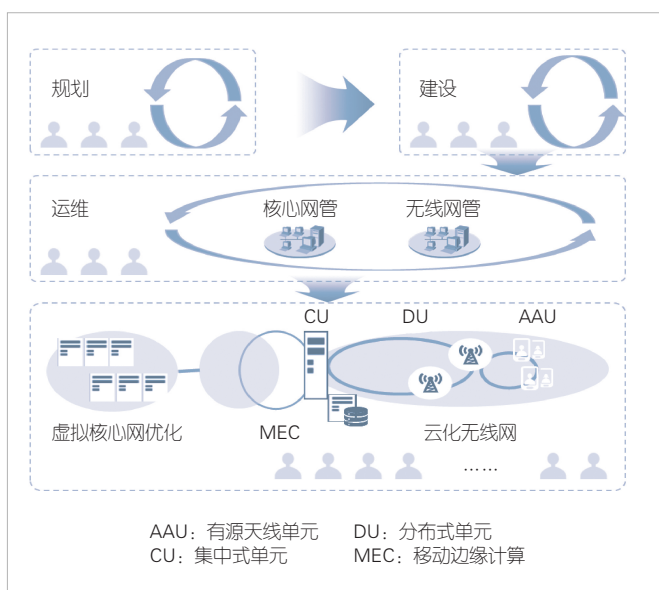 规划
建设
运维
核心网管
无线网管
CU
DU
AAU
虚拟核心网优化
MEC
云化无线网
……
AAU：有源天线单元
DU：分布式单元
CU：集中式单元
MEC：移动边缘计算